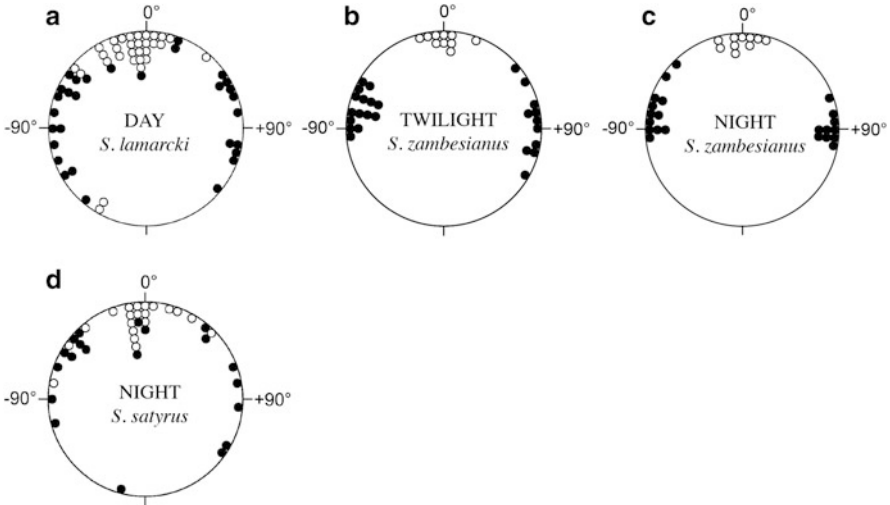 a
0°
-90°
+90°
DAY
S. lamarcki
b
0°
-90°
+90°
TWILIGHT
S. zambesianus
c
0°
-90°
+90°
NIGHT
S. zambesianus
d
0°
-90°
+90°
NIGHT
S. satyrus